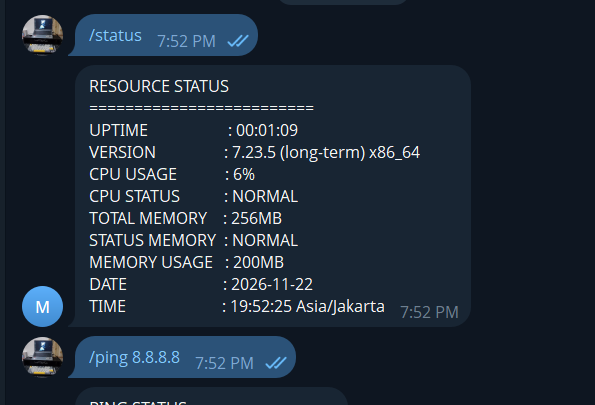 /status 7:52 PM
RESOURCE STATUS
=========================
UPTIME : 00:01:09
VERSION : 7.23.5 (long-term) x86_64
CPU USAGE : 6%
CPU STATUS : NORMAL
TOTAL MEMORY : 256MB
STATUS MEMORY : NORMAL
MEMORY USAGE : 200MB
DATE : 2026-11-22
TIME : 19:52:25 Asia/Jakarta 7:52 PM
M
/ping 8.8.8.8 7:52 PM
PING STATUS